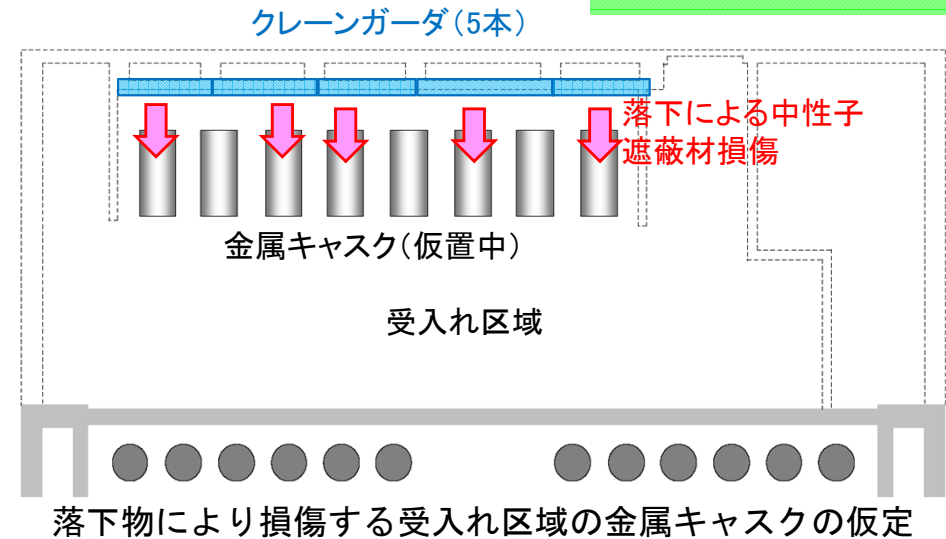 クレーンガーダ(5本)
落下による中性子
遮蔽材損傷
金属キャスク(仮置中)
受入れ区域
落下物により損傷する受入れ区域の金属キャスクの仮定